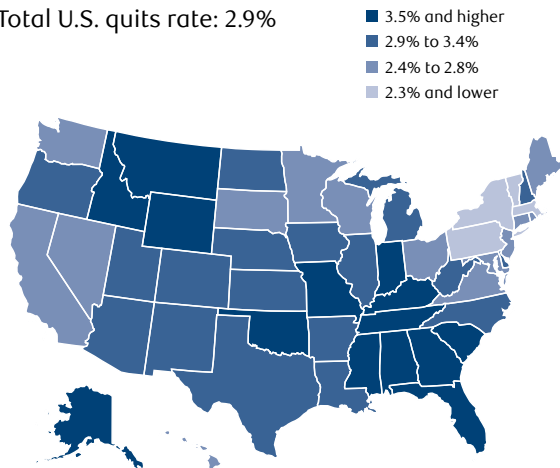 Total U.S. quits rate: 2.9%
3.5% and higher
2.9% to 3.4%
2.4% to 2.8%
2.3% and lower